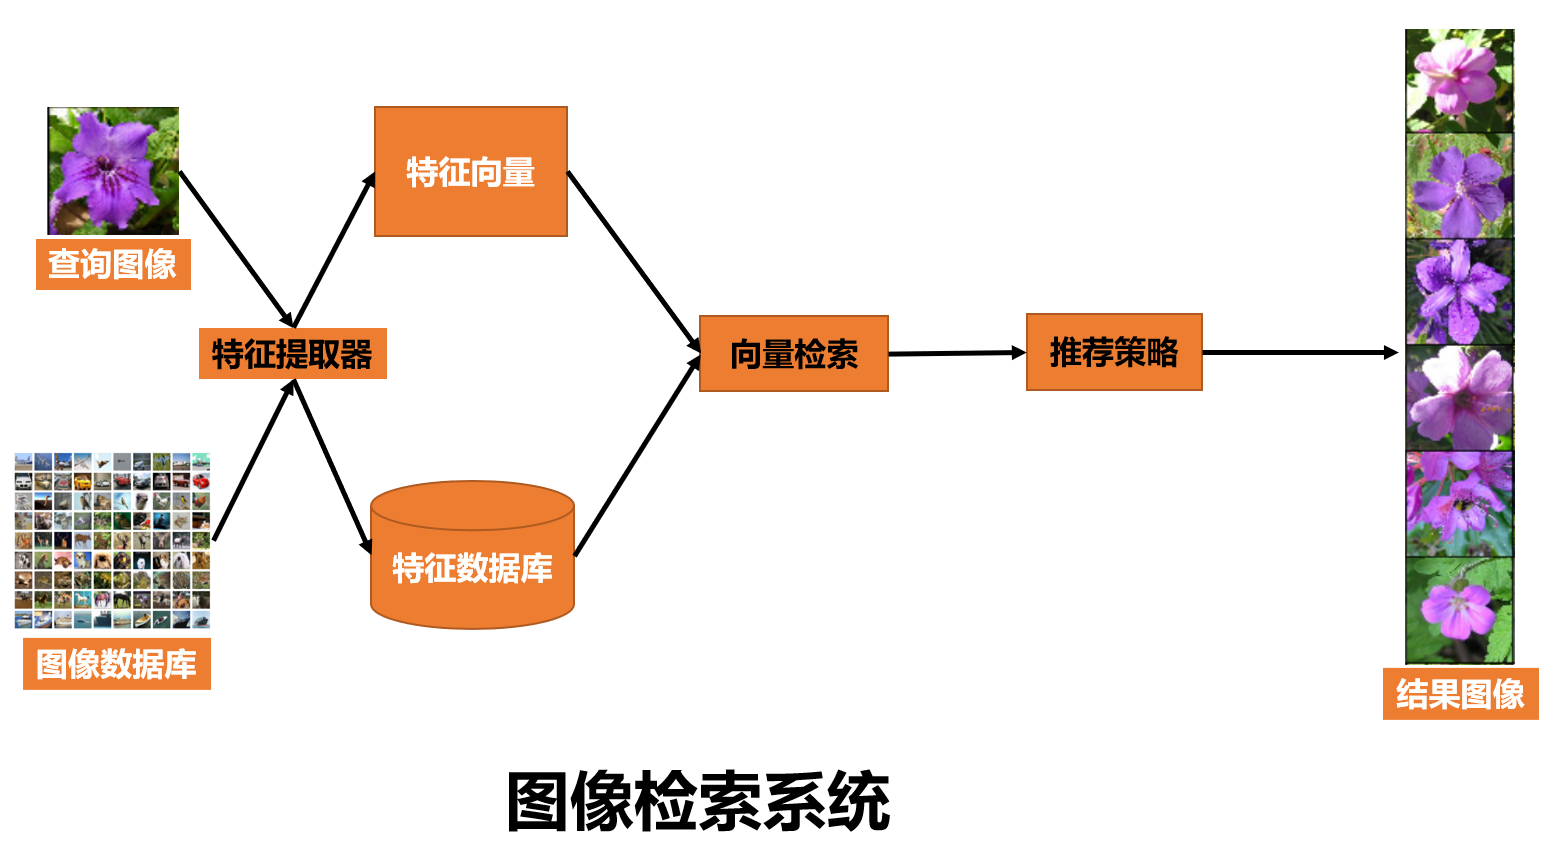 特征向量
查询图像
特征提取器
向量检索
推荐策略
特征数据库
图像数据库
结果图像
图像检索系统